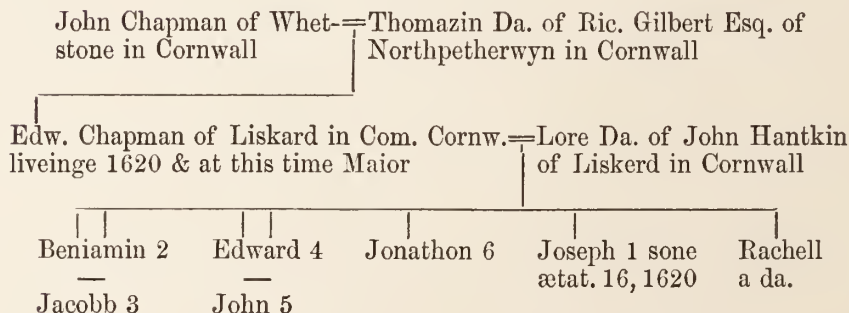 John Chapman of Whet-=Thomazin Da. of Ric. Gilbert Esq. of
stone in Cornwall Northpetherwyn in Cornwall
Edw. Chapman of Liskard in Com. Cornw.=Lore Da. of John Hantkin
liveinge 1620 & at this time Maior of Liskerd in Cornwall
Beniamin 2 Edward 4 Jonathon 6 Joseph 1 sone Rachell
ætat. 16, 1620 a da.
Jacobb 3 John 5